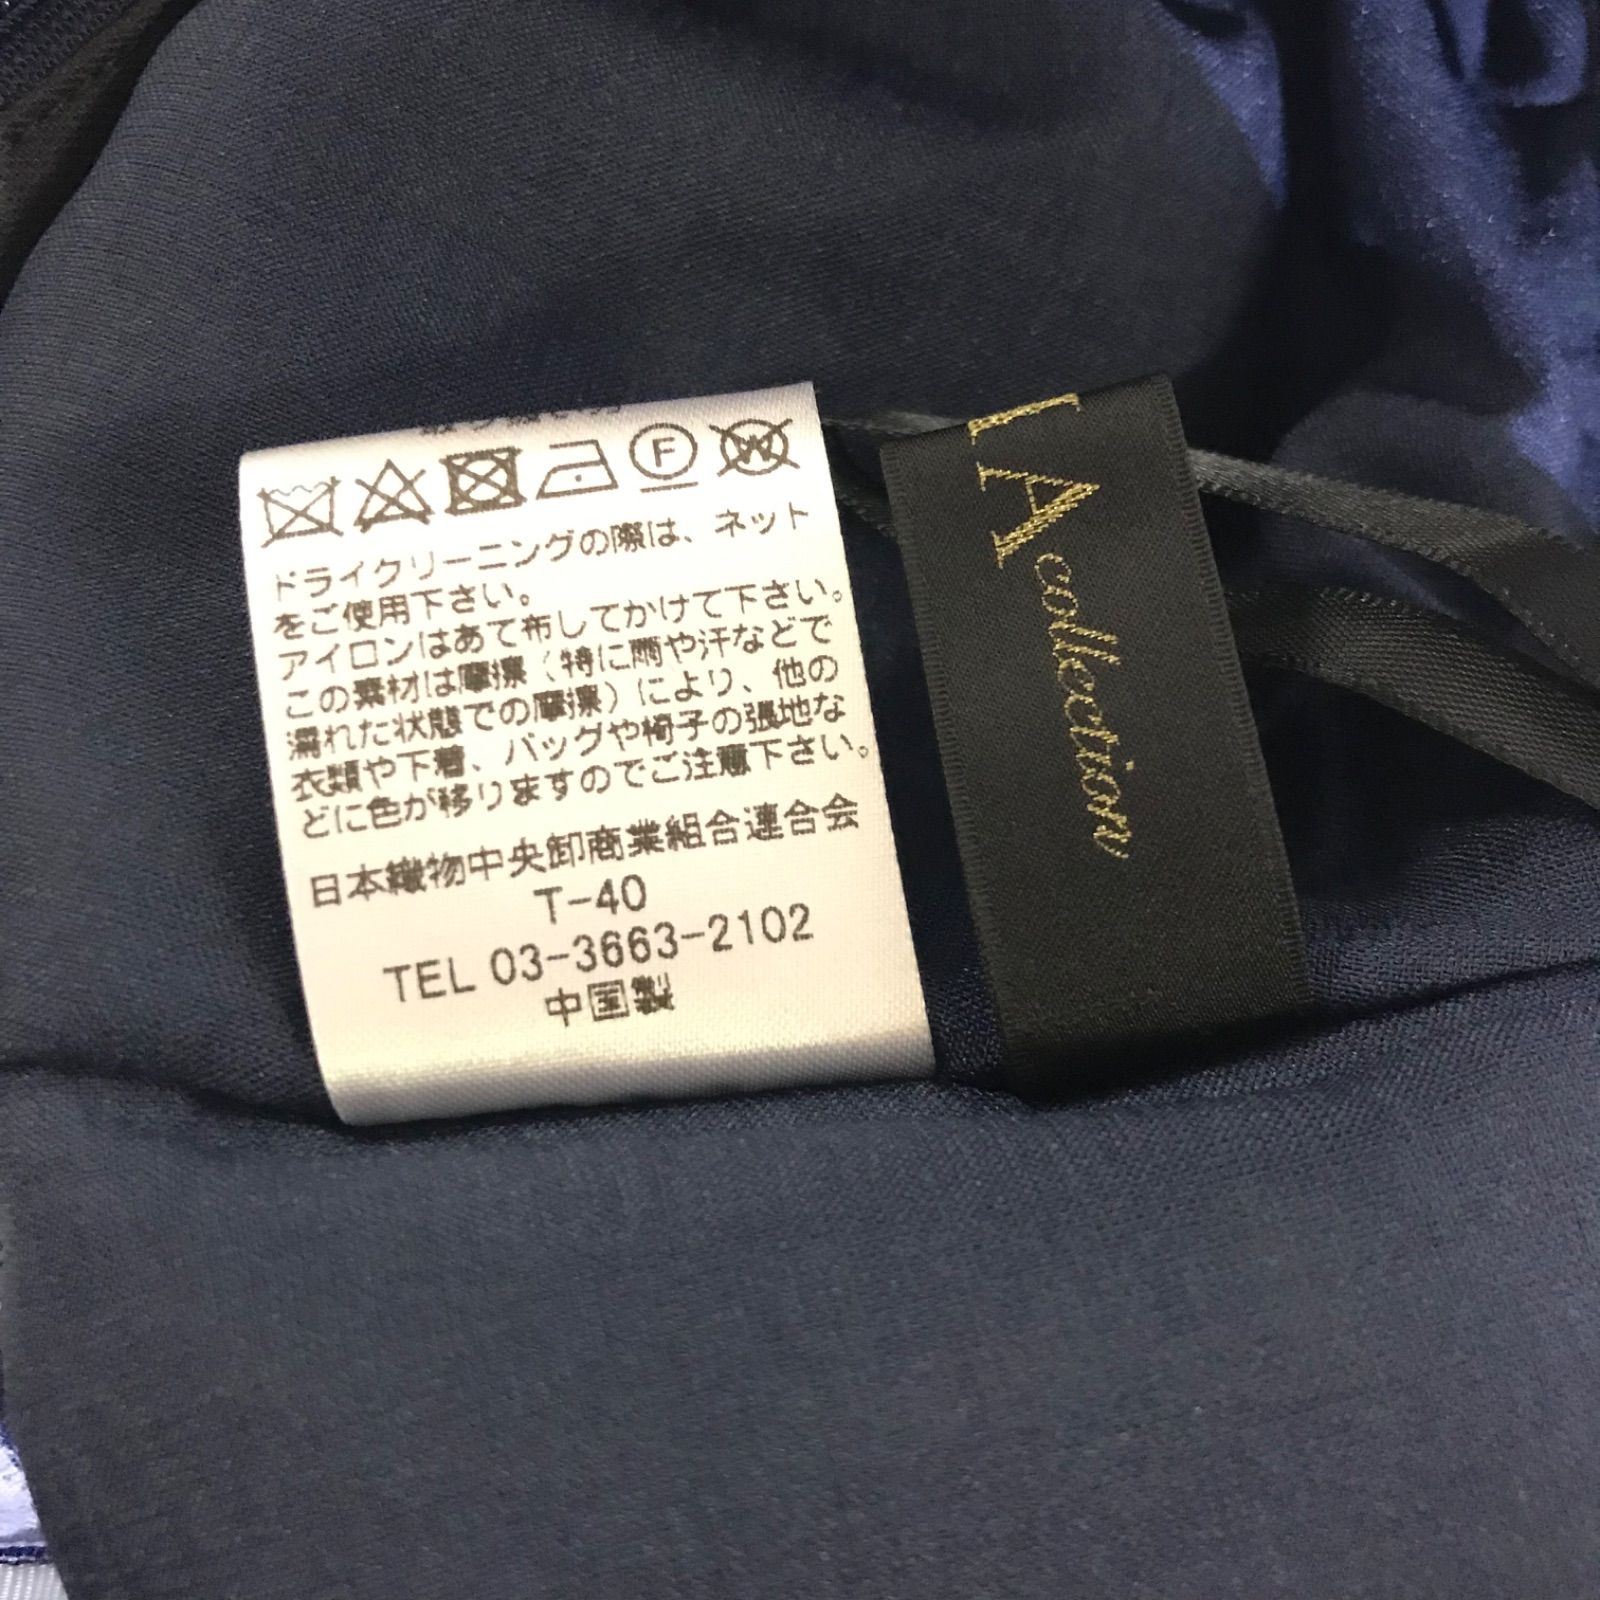 F
W
ドライクリーニングの際は、ネット
をご使用下さい。
アイロンはあて布してかけて下さい。
この素材は摩擦（特に雨や汗などで
濡れた状態での摩擦）により、他の
衣類や下着、バッグや椅子の張地な
どに色が移りますのでご注意下さい。
日本織物中央卸商業組合連合会
T-40
TEL 03-3663-2102
中国製
A collection